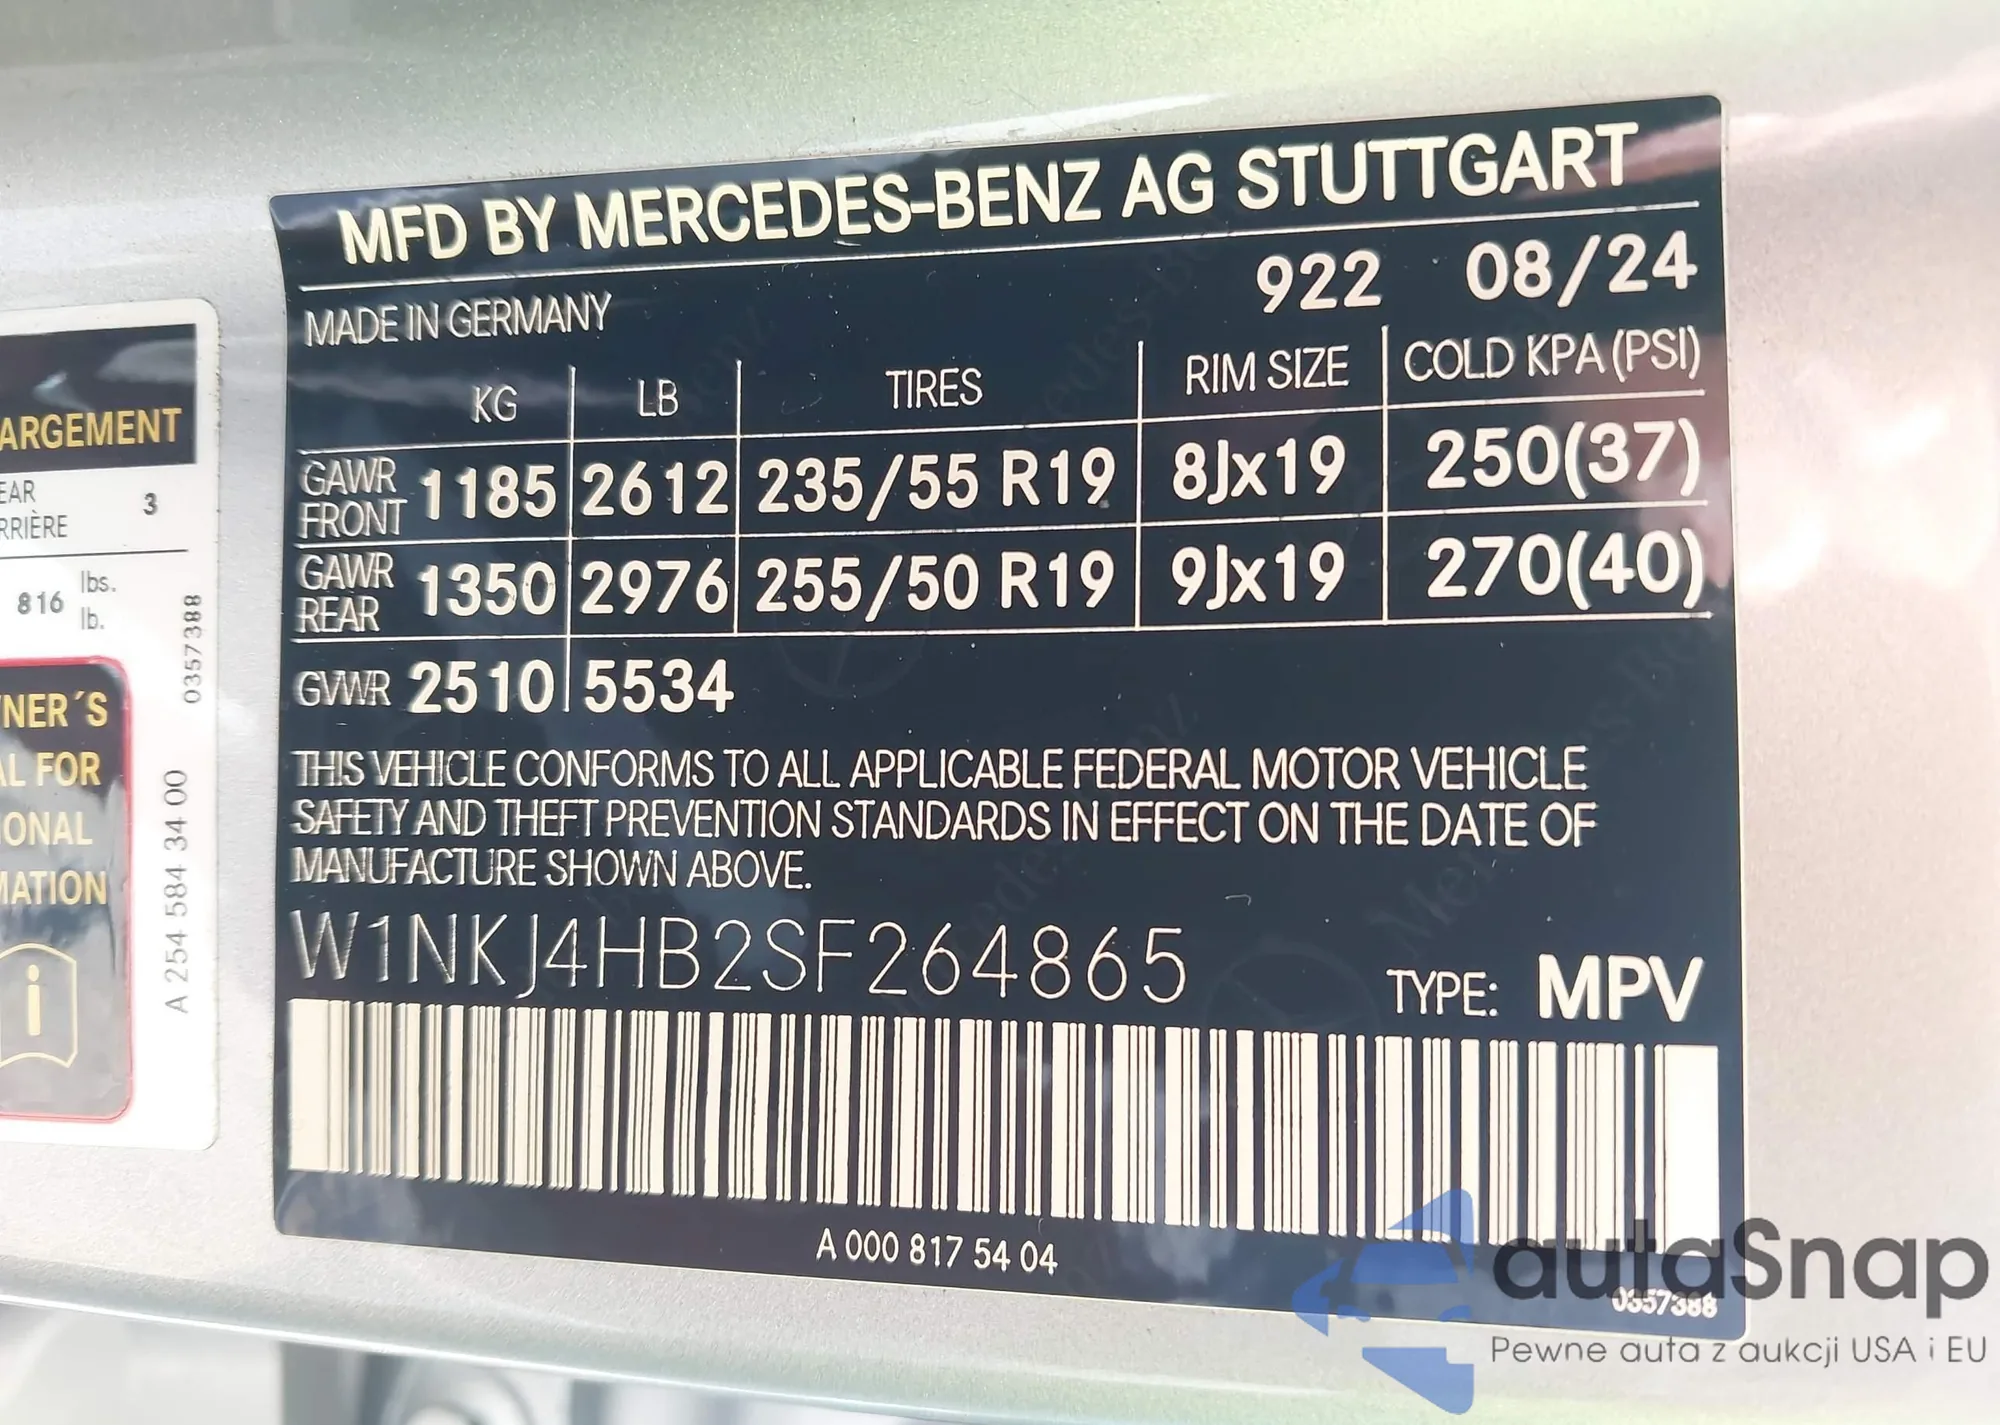 MFD BY MERCEDES-BENZ AG STUTTGART
MADE IN GERMANY 922 08/24
KG LB TIRES RIM SIZE COLD KPA (PSI)
GAWR FRONT 1185 2612 235/55 R19 8Jx19 250(37)
GAWR REAR 1350 2976 255/50 R19 9Jx19 270(40)
GVWR 2510 5534
THIS VEHICLE CONFORMS TO ALL APPLICABLE FEDERAL MOTOR VEHICLE
SAFETY AND THEFT PREVENTION STANDARDS IN EFFECT ON THE DATE OF
MANUFACTURE SHOWN ABOVE.
W1NKJ4HB2SF264865
TYPE: MPV
A 000 817 54 04
0357388
ARGEMENT
EAR 3
RRIÈRE
816 lbs.
lb.
0357388
A 254 584 34 00
NER´S
AL FOR
IONAL
MATION
i
autaSnap
Pewne auta z aukcji USA i EU